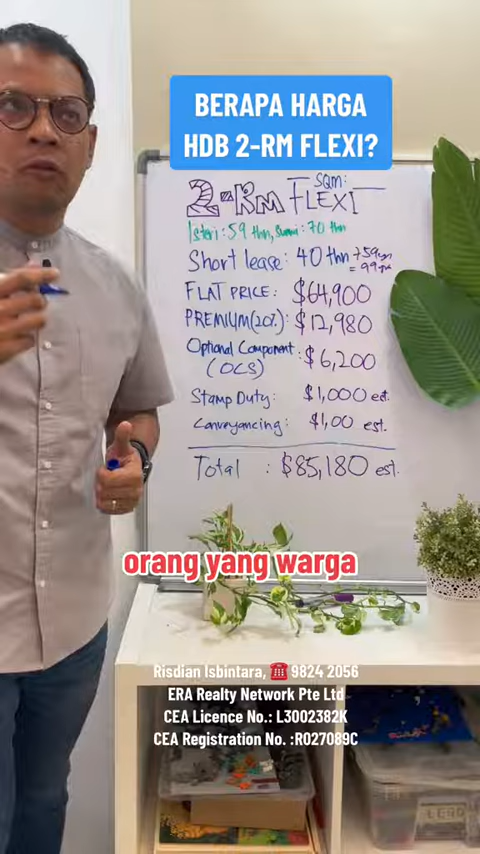 BERAPA HARGA
HDB 2-RM FLEXI?
SQM:
2-RM FLEXI
Isteri: 59 thn, Suami: 70 thn
Short lease: 40 thn +59yn
= 99
FLAT PRICE: $64,900
PREMIUM(20%): $12,980
Optional Component
(OCS) : $6,200
Stamp Duty: $1,000 est.
Conveyancing: $1,00 est.
Total : $85,180 est.
orang yang warga
Risdian Isbintara, ☎️ 9824 2056
ERA Realty Network Pte Ltd
CEA Licence No.: L3002382K
CEA Registration No. :R027089C
LEGO